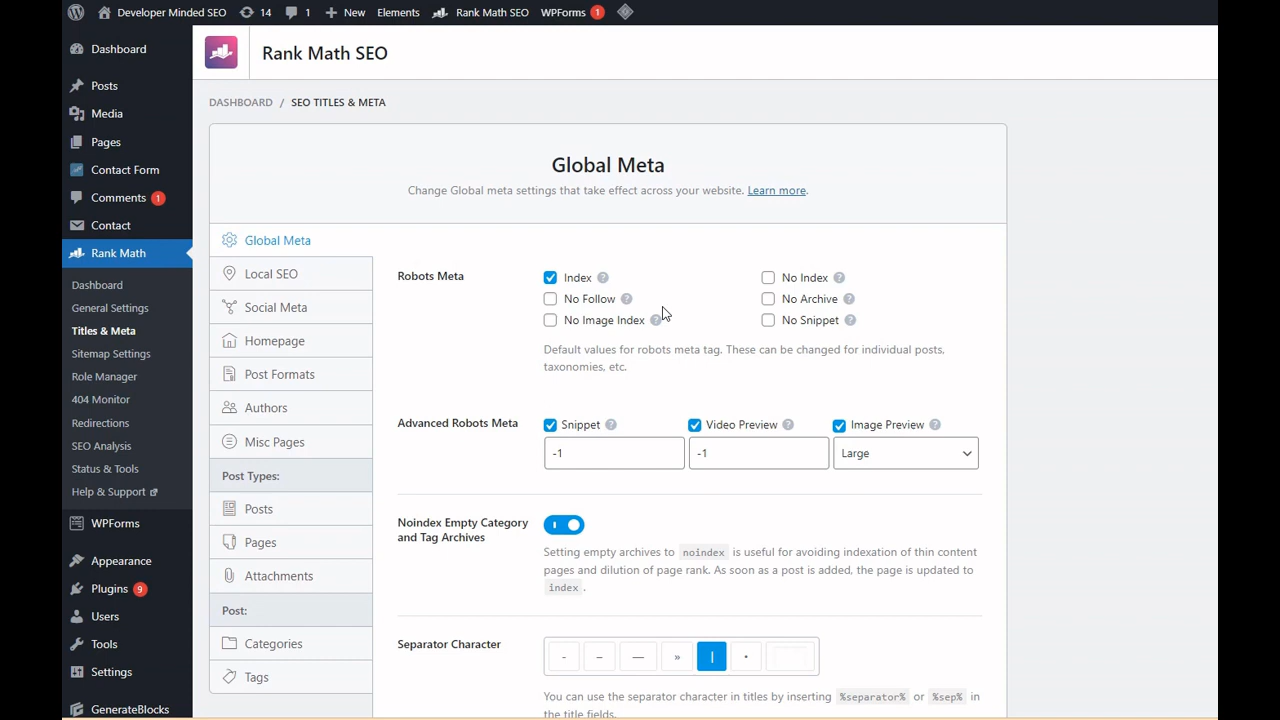 Developer Minded SEO 14 1 New Elements Rank Math SEO WPForms 1
Dashboard
Posts
Media
Pages
Contact Form
Comments 1
Contact
Rank Math
Dashboard
General Settings
Titles & Meta
Sitemap Settings
Role Manager
404 Monitor
Redirections
SEO Analysis
Status & Tools
Help & Support
WPForms
Appearance
Plugins 9
Users
Tools
Settings
GenerateBlocks
Rank Math SEO
DASHBOARD / SEO TITLES & META
Global Meta
Change Global meta settings that take effect across your website. Learn more.
Global Meta
Local SEO
Social Meta
Homepage
Post Formats
Authors
Misc Pages
Post Types:
Posts
Pages
Attachments
Post:
Categories
Tags
Robots Meta
Index ? No Index ?
No Follow ? No Archive ?
No Image Index ? No Snippet ?
Default values for robots meta tag. These can be changed for individual posts,
taxonomies, etc.
Advanced Robots Meta
Snippet ? Video Preview ? Image Preview ?
-1 -1 Large
Noindex Empty Category
and Tag Archives
Setting empty archives to noindex is useful for avoiding indexation of thin content
pages and dilution of page rank. As soon as a post is added, the page is updated to
index .
Separator Character
- – — » | •
You can use the separator character in titles by inserting %separator% or %sep% in
the title fields.